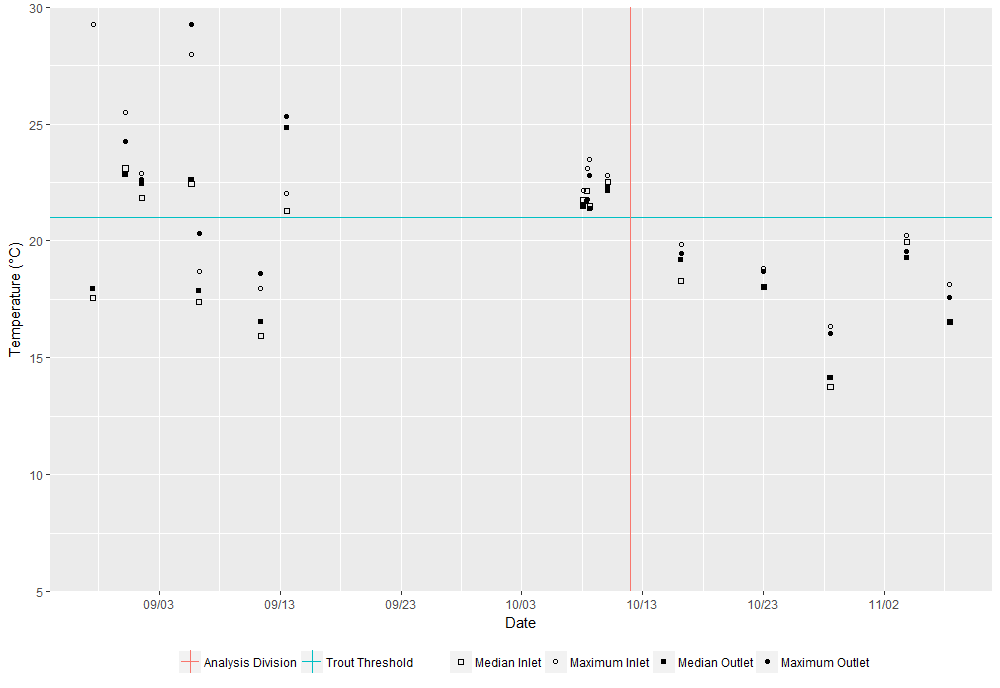 30
25
20
15
10
5
Temperature (°C)
09/03 09/13 09/23 10/03 10/13 10/23 11/02
Date
Analysis Division Trout Threshold Median Inlet Maximum Inlet Median Outlet Maximum Outlet